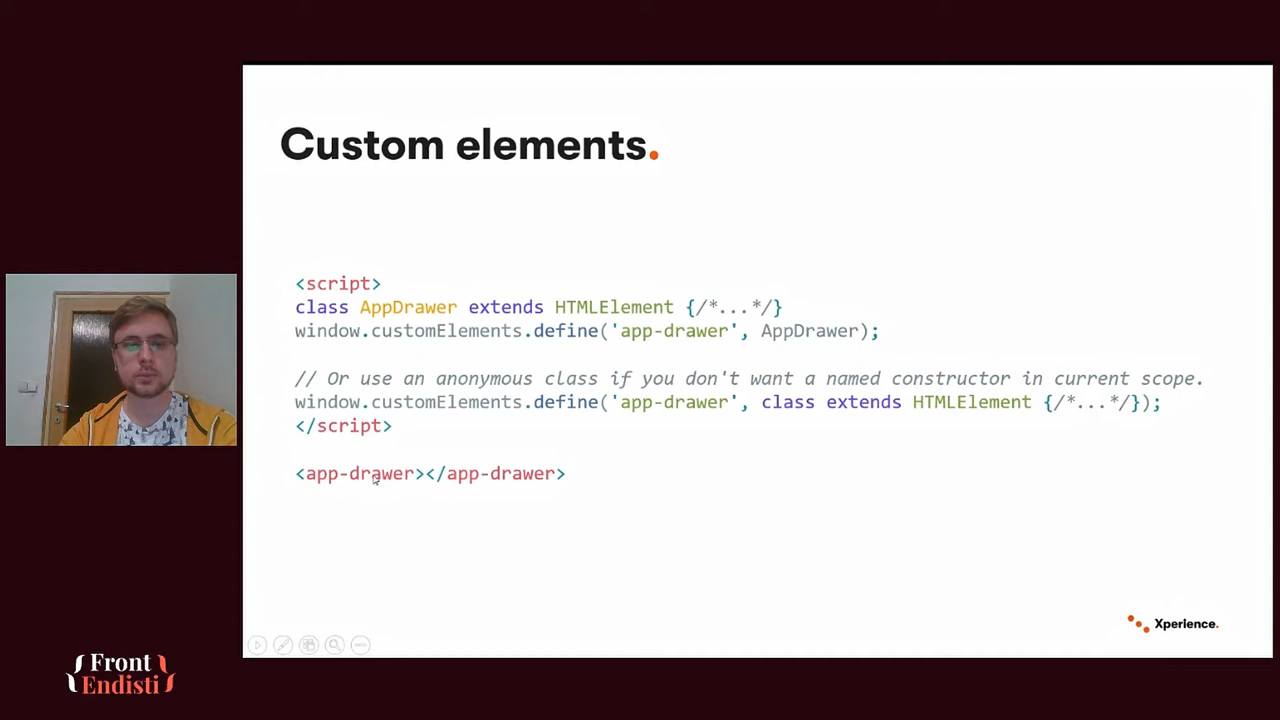 Custom elements.
<script>
class AppDrawer extends HTMLElement {/*...*/}
window.customElements.define('app-drawer', AppDrawer);
// Or use an anonymous class if you don't want a named constructor in current scope.
window.customElements.define('app-drawer', class extends HTMLElement {/*...*/});
</script>
<app-drawer></app-drawer>
Xperience.
{Front
Endisti}